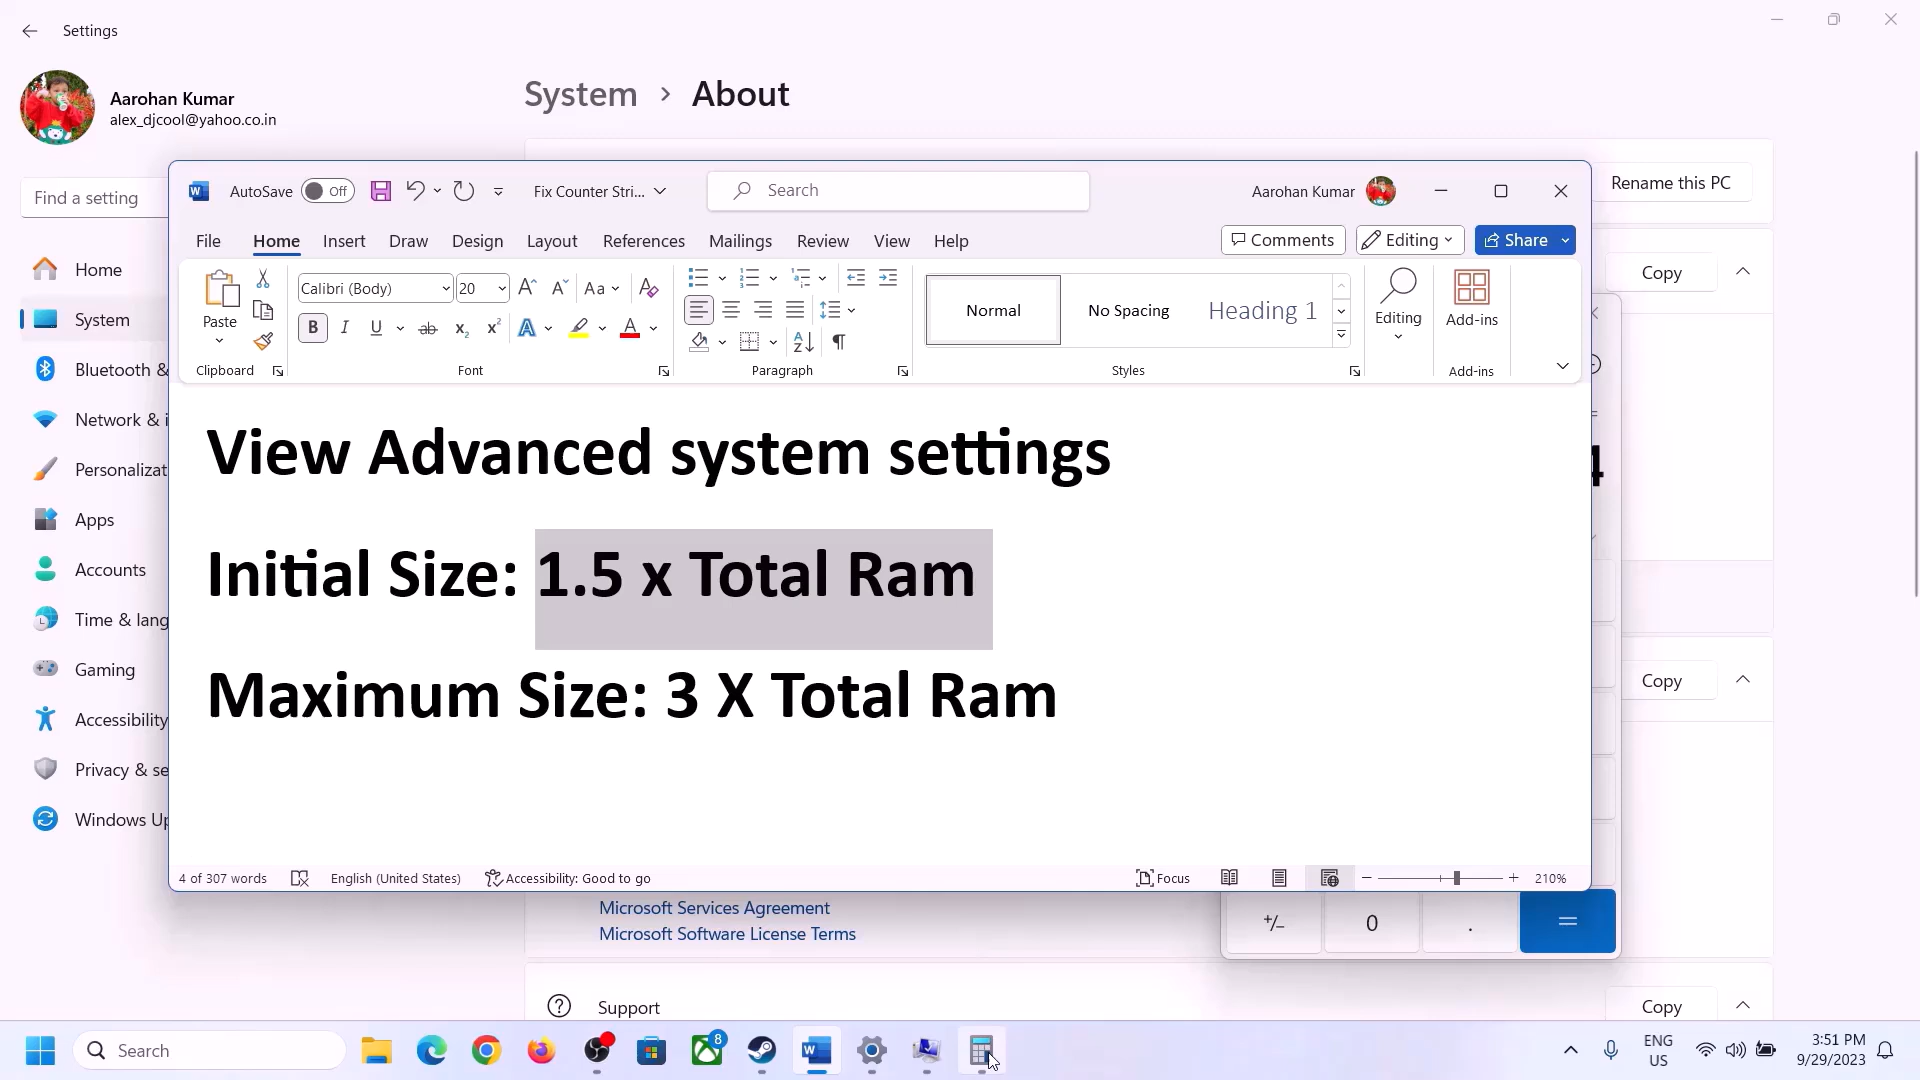 Settings
Aarohan Kumar
alex_djcool@yahoo.co.in
System > About
Find a setting
Rename this PC
Home
System
Bluetooth &
Network & i
Personalizat
Apps
Accounts
Time & lang
Gaming
Accessibility
Privacy & se
Windows Up
AutoSave Off
Fix Counter Stri...
Search
Aarohan Kumar
File Home Insert Draw Design Layout References Mailings Review View Help
Comments Editing Share
Paste
Calibri (Body) 20
Normal No Spacing Heading 1
Editing Add-ins
Clipboard Font Paragraph Styles Add-ins
View Advanced system settings
Initial Size: 1.5 x Total Ram
Maximum Size: 3 X Total Ram
4 of 307 words English (United States) Accessibility: Good to go
Focus
210%
Copy
Copy
Microsoft Services Agreement
Microsoft Software License Terms
+/- 0 . =
Support
Copy
Search
8
ENG
US
3:51 PM
9/29/2023